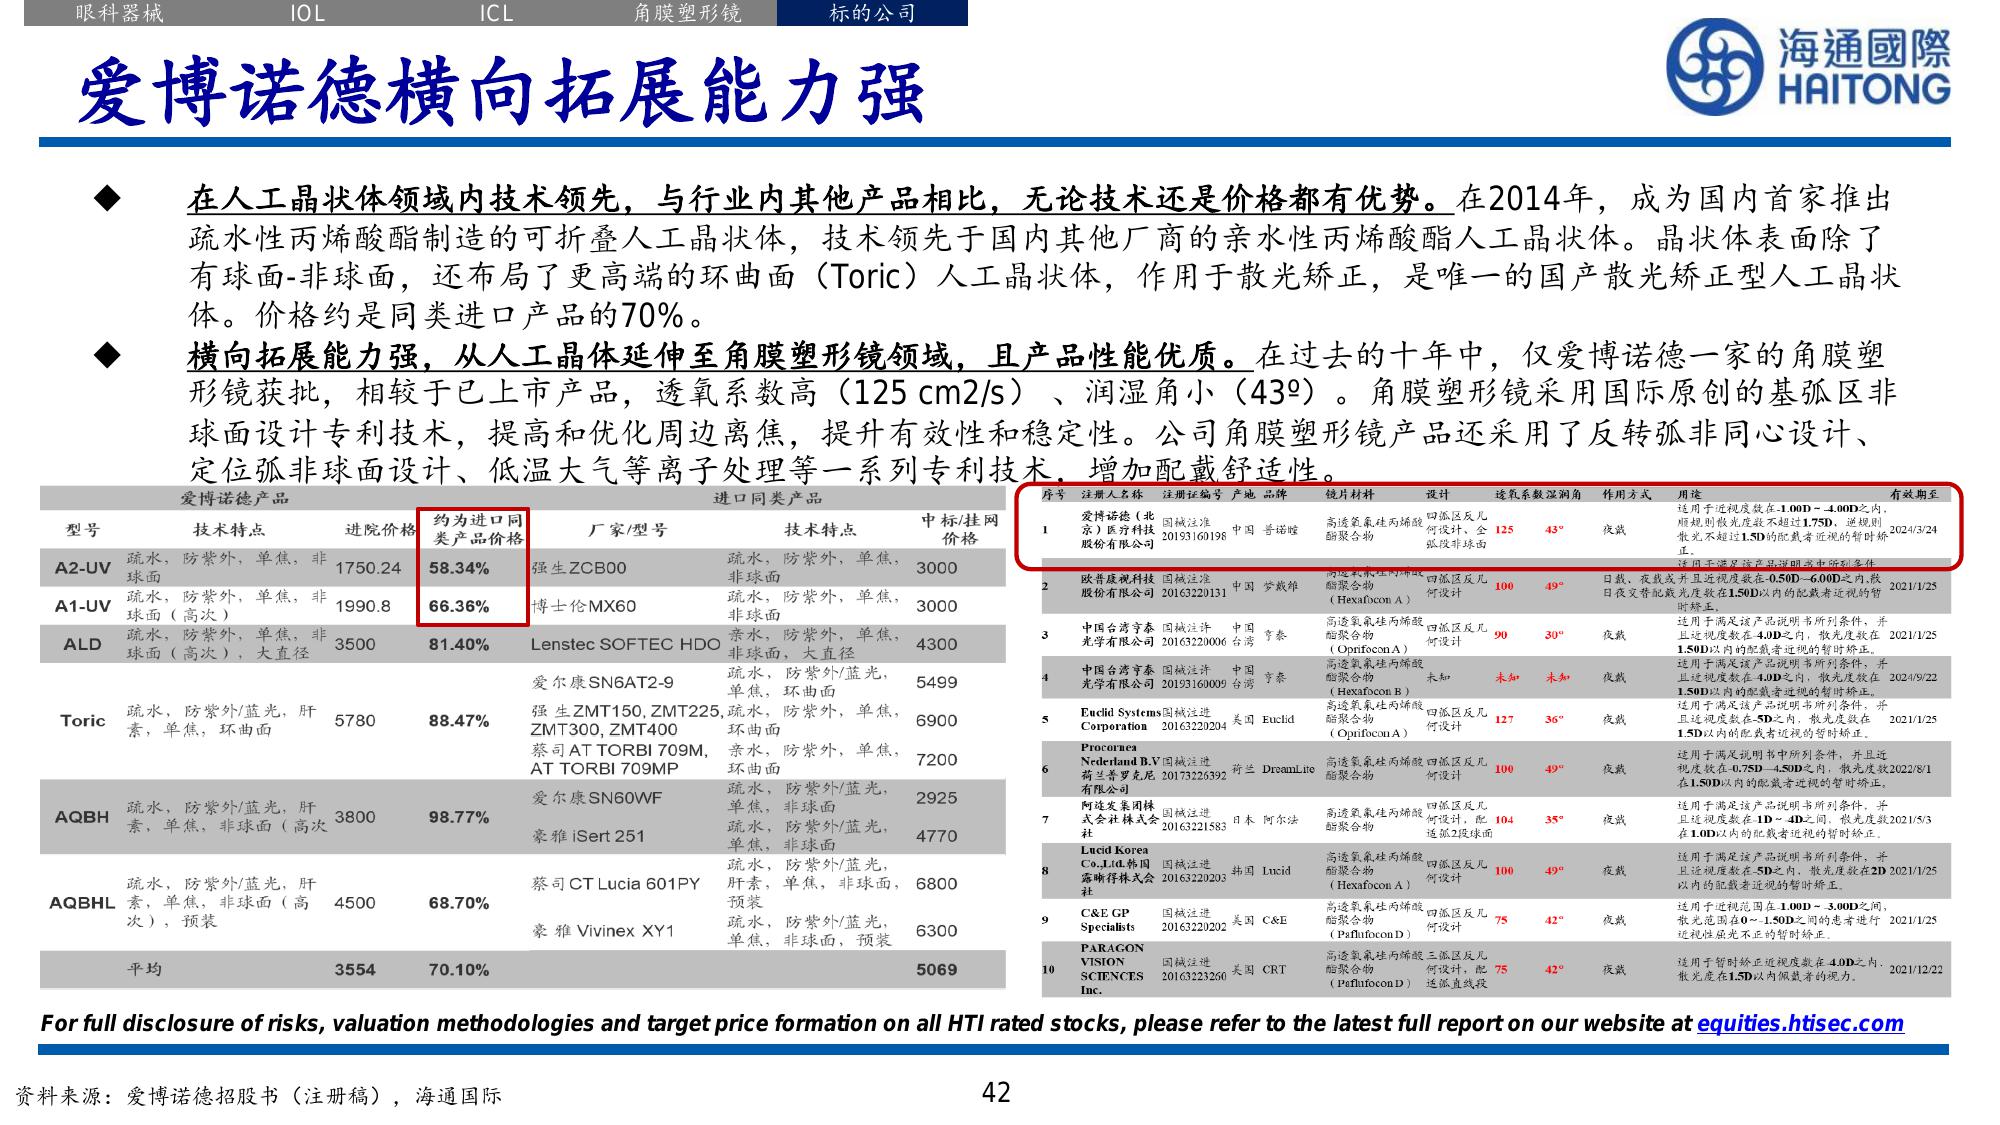 眼科器械 IOL ICL 角膜塑形镜 标的公司
海通國際
HAITONG
爱博诺德横向拓展能力强
◆ 在人工晶状体领域内技术领先，与行业内其他产品相比，无论技术还是价格都有优势。在2014年，成为国内首家推出
疏水性丙烯酸酯制造的可折叠人工晶状体，技术领先于国内其他厂商的亲水性丙烯酸酯人工晶状体。晶状体表面除了
有球面-非球面，还布局了更高端的环曲面（Toric）人工晶状体，作用于散光矫正，是唯一的国产散光矫正型人工晶状
体。价格约是同类进口产品的70%。
◆ 横向拓展能力强，从人工晶体延伸至角膜塑形镜领域，且产品性能优质。在过去的十年中，仅爱博诺德一家的角膜塑
形镜获批，相较于已上市产品，透氧系数高（125 cm2/s） 、润湿角小（43º）。角膜塑形镜采用国际原创的基弧区非
球面设计专利技术，提高和优化周边离焦，提升有效性和稳定性。公司角膜塑形镜产品还采用了反转弧非同心设计、
定位弧非球面设计、低温大气等离子处理等一系列专利技术，增加配戴舒适性。
爱博诺德产品 进口同类产品
型号 技术特点 进院价格 约为进口同类产品价格 厂家/型号 技术特点 中标/挂网价格
A2-UV 疏水，防紫外，单焦，非球面 1750.24 58.34% 强生ZCB00 疏水，防紫外，单焦，非球面 3000
A1-UV 疏水，防紫外，单焦，非球面（高次） 1990.8 66.36% 博士伦MX60 疏水，防紫外，单焦，非球面 3000
ALD 疏水，防紫外，单焦，非球面（高次），大直径 3500 81.40% Lenstec SOFTEC HDO 亲水，防紫外，单焦，非球面，大直径 4300
爱尔康SN6AT2-9 疏水，防紫外/蓝光，单焦，环曲面 5499
Toric 疏水，防紫外/蓝光，肝素，单焦，环曲面 5780 88.47% 强生ZMT150, ZMT225, ZMT300, ZMT400 疏水，防紫外，单焦，环曲面 6900
蔡司AT TORBI 709M, AT TORBI 709MP 亲水，防紫外，单焦，环曲面 7200
爱尔康SN60WF 疏水，防紫外/蓝光，单焦，非球面 2925
AQBH 疏水，防紫外/蓝光，肝素，单焦，非球面（高次 3800 98.77%
豪雅 iSert 251 疏水，防紫外/蓝光，单焦，非球面 4770
蔡司CT Lucia 601PY 疏水，防紫外/蓝光，肝素，单焦，非球面，预装 6800
AQBHL 疏水，防紫外/蓝光，肝素，单焦，非球面（高次），预装 4500 68.70%
豪雅 Vivinex XY1 疏水，防紫外/蓝光，单焦，非球面，预装 6300
平均 3554 70.10% 5069
序号 注册人名称 注册证编号 产地 品牌 镜片材料 设计 透氧系数 湿润角 作用方式 用途 有效期至
1 爱博诺德（北京）医疗科技股份有限公司 国械注准20193160198 中国 普诺瞳 高透氧氟硅丙烯酸酯聚合物 四弧区反几何设计，全弧段非球面 125 43° 夜戴 适用于近视度数在-1.00D～-4.00D之内，顺规则散光度数不超过1.75D，逆规则散光不超过1.5D的配戴者近视的暂时矫正。 2024/3/24
2 欧普康视科技股份有限公司 国械注准20163220131 中国 梦戴维 高透氧氟硅丙烯酸酯聚合物（Hexafocon A） 四弧区反几何设计 100 49° 日戴、夜戴或日夜交替配戴 适用于满足该产品说明书中所列条件，并且近视度数在-0.50D—6.00D之内,散光度数在1.50D以内的配戴者近视的暂时矫正。 2021/1/25
3 中国台湾亨泰光学有限公司 国械注许20163220006 中国台湾 亨泰 高透氧氟硅丙烯酸酯聚合物（Oprifocon A） 四弧区反几何设计 90 30° 夜戴 适用于满足该产品说明书所列条件，并且近视度数在-4.0D之内，散光度数在1.50D以内的配戴者近视的暂时矫正。 2021/1/25
4 中国台湾亨泰光学有限公司 国械注许20193160009 中国台湾 亨泰 高透氧氟硅丙烯酸酯聚合物（Hexafocon B） 未知 未知 未知 夜戴 适用于满足该产品说明书所列条件，并且近视度数在-4.0D之内，散光度数在1.50D以内的配戴者近视的暂时矫正。 2024/9/22
5 Euclid Systems Corporation 国械注进20163220204 美国 Euclid 高透氧氟硅丙烯酸酯聚合物（Oprifocon A） 四弧区反几何设计 127 36° 夜戴 适用于满足该产品说明书所列条件，并且近视度数在-5D之内，散光度数在1.5D以内的配戴者近视的暂时矫正。 2021/1/25
6 Procornea Nederland B.V 荷兰普罗克尼有限公司 国械注进20173226392 荷兰 DreamLite 高透氧氟硅丙烯酸酯聚合物 四弧区反几何设计 100 49° 夜戴 适用于满足说明书中所列条件，并且近视度数在-0.75D—4.50D之内，散光度数在1.50D以内的配戴者近视的暂时矫正。 2022/8/1
7 阿迩发集团株式会社株式会社 国械注进20163221583 日本 阿尔法 高透氧氟硅丙烯酸酯聚合物 四弧区反几何设计，配适弧2段球面 104 35° 夜戴 适用于满足该产品说明书所列条件，并且近视度数在-1D～-4D之间，散光度数在1.0D以内的配戴者近视的暂时矫正。 2021/5/3
8 Lucid Korea Co.,Ltd.韩国露晰得株式会社 国械注进20163220203 韩国 Lucid 高透氧氟硅丙烯酸酯聚合物（Hexafocon A） 四弧区反几何设计 100 49° 夜戴 适用于满足该产品说明书所列条件，并且近视度数在-5D之内，散光度数在2D以内的配戴者近视的暂时矫正。 2021/1/25
9 C&E GP Specialists 国械注进20163220202 美国 C&E 高透氧氟硅丙烯酸酯聚合物（Paflufocon D） 四弧区反几何设计 75 42° 夜戴 适用于近视范围在-1.00D～-3.00D之间，散光范围在0～-1.50D之间的患者进行近视性屈光不正的暂时矫正。 2021/1/25
10 PARAGON VISION SCIENCES Inc. 国械注进20163223260 美国 CRT 高透氧氟硅丙烯酸酯聚合物（Paflufocon D） 三弧区反几何设计，配适弧直线段 75 42° 夜戴 适用于暂时矫正近视度数在-4.0D之内，散光度在1.5D以内佩戴者的视力。 2021/12/22
For full disclosure of risks, valuation methodologies and target price formation on all HTI rated stocks, please refer to the latest full report on our website at equities.htisec.com
资料来源：爱博诺德招股书（注册稿），海通国际
42